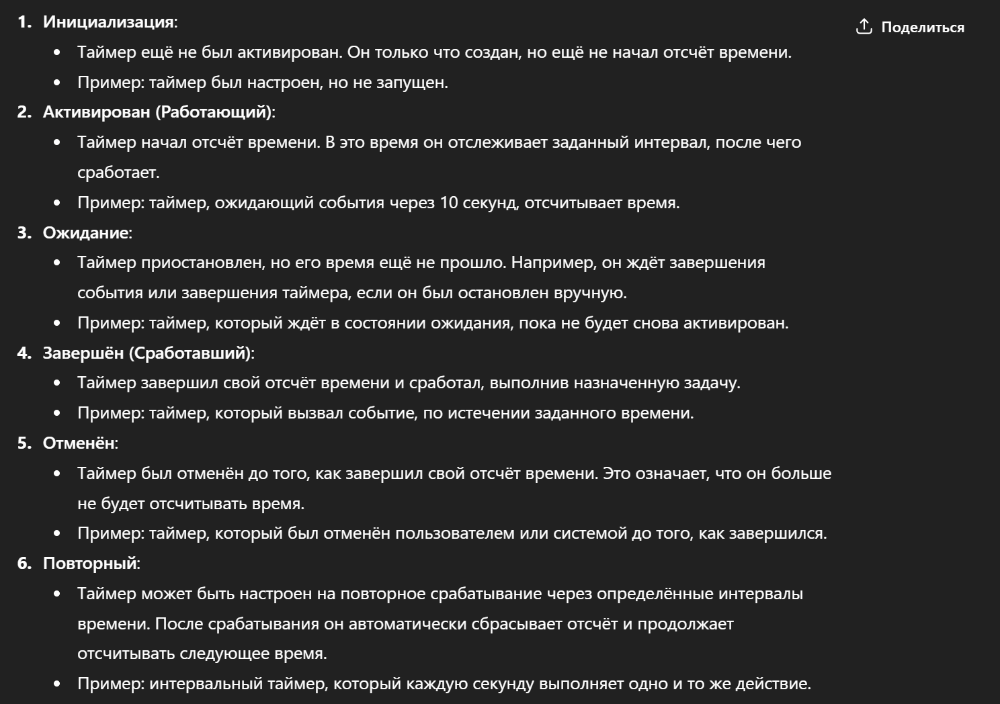 1. Инициализация:
Поделиться
• Таймер ещё не был активирован. Он только что создан, но ещё не начал отсчёт времени.
• Пример: таймер был настроен, но не запущен.
2. Активирован (Работающий):
• Таймер начал отсчёт времени. В это время он отслеживает заданный интервал, после чего
сработает.
• Пример: таймер, ожидающий события через 10 секунд, отсчитывает время.
3. Ожидание:
• Таймер приостановлен, но его время ещё не прошло. Например, он ждёт завершения
события или завершения таймера, если он был остановлен вручную.
• Пример: таймер, который ждёт в состоянии ожидания, пока не будет снова активирован.
4. Завершён (Сработавший):
• Таймер завершил свой отсчёт времени и сработал, выполнив назначенную задачу.
• Пример: таймер, который вызвал событие, по истечении заданного времени.
5. Отменён:
• Таймер был отменён до того, как завершил свой отсчёт времени. Это означает, что он больше
не будет отсчитывать время.
• Пример: таймер, который был отменён пользователем или системой до того, как завершился.
6. Повторный:
• Таймер может быть настроен на повторное срабатывание через определённые интервалы
времени. После срабатывания он автоматически сбрасывает отсчёт и продолжает
отсчитывать следующее время.
• Пример: интервальный таймер, который каждую секунду выполняет одно и то же действие.